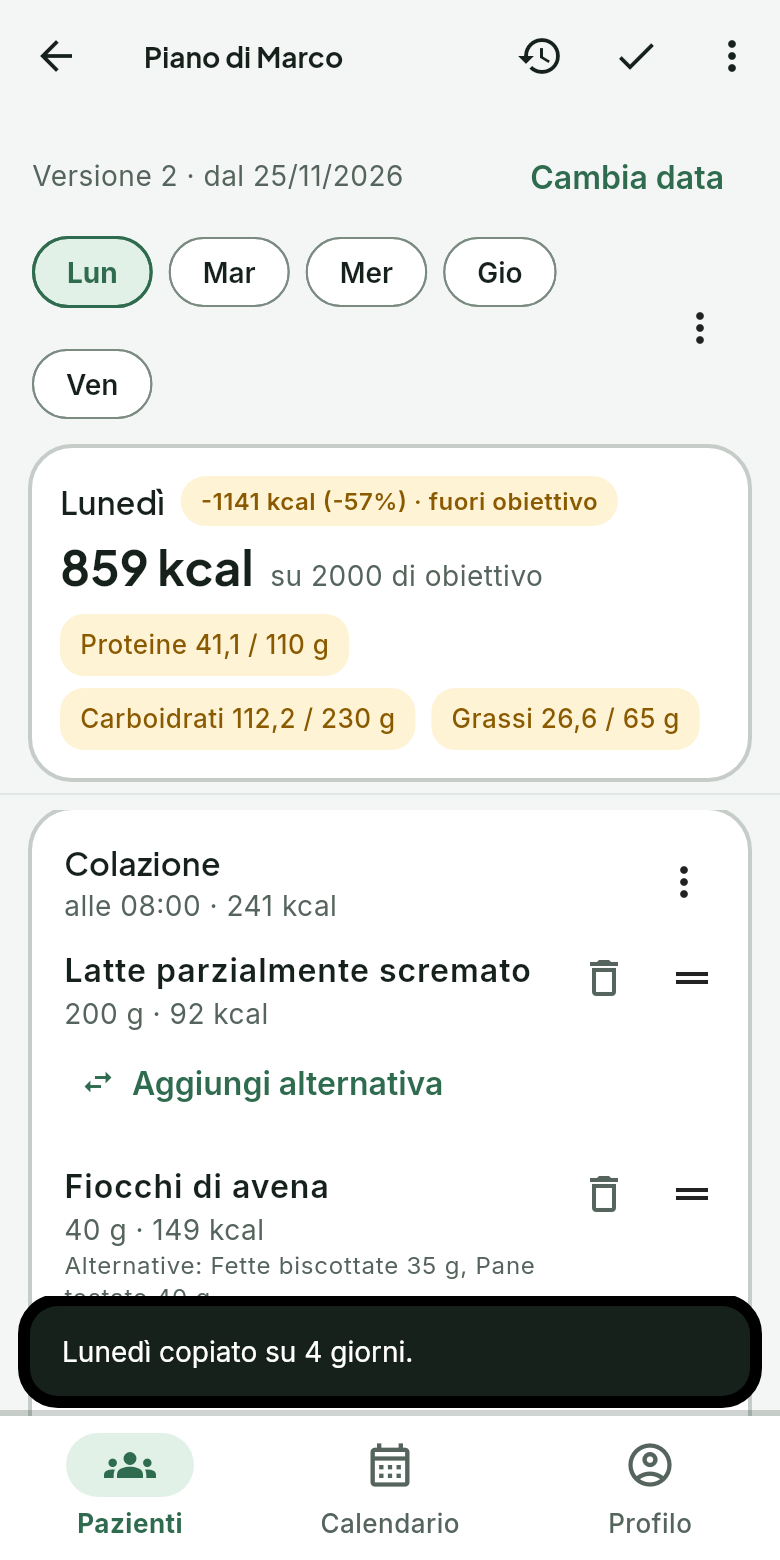 Piano di Marco
Versione 2 · dal 25/11/2026
Cambia data
Lun
Mar
Mer
Gio
Ven
Lunedì
-1141 kcal (-57%) · fuori obiettivo
859 kcal su 2000 di obiettivo
Proteine 41,1 / 110 g
Carboidrati 112,2 / 230 g
Grassi 26,6 / 65 g
Colazione
alle 08:00 · 241 kcal
Latte parzialmente scremato
200 g · 92 kcal
Aggiungi alternativa
Fiocchi di avena
40 g · 149 kcal
Alternative: Fette biscottate 35 g, Pane
Lunedì copiato su 4 giorni.
Pazienti
Calendario
Profilo